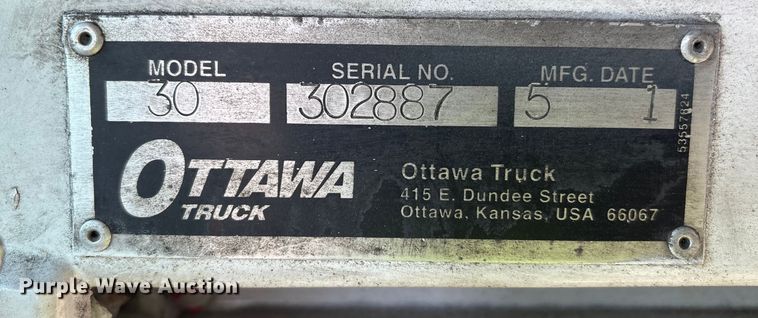 MODEL SERIAL NO. MFG. DATE
30 302887 5 1
53557824
OTTAWA
TRUCK
Ottawa Truck
415 E. Dundee Street
Ottawa, Kansas, USA 66067
Purple Wave Auction